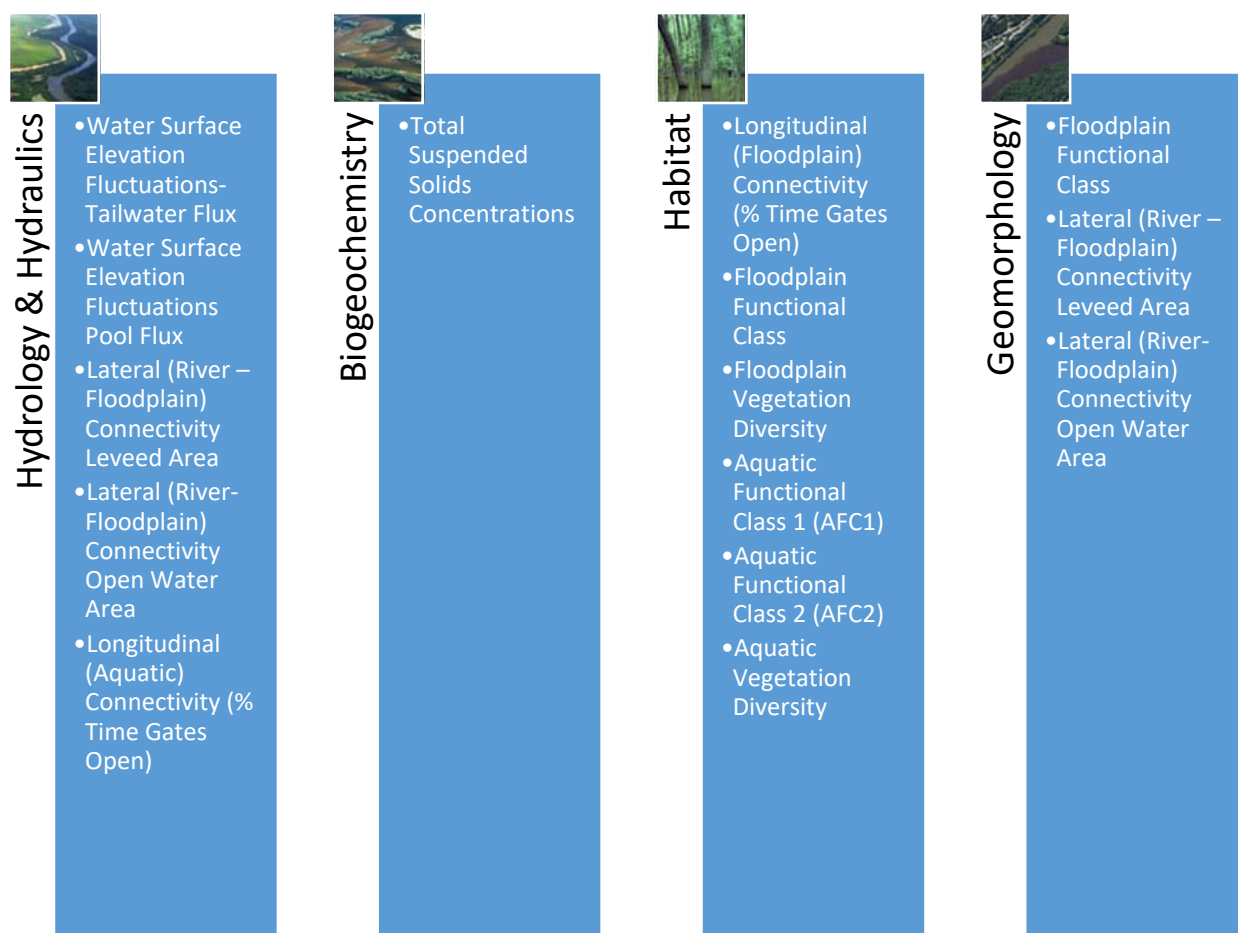 Hydrology & Hydraulics
•Water Surface
Elevation
Fluctuations-
Tailwater Flux
•Water Surface
Elevation
Fluctuations
Pool Flux
•Lateral (River –
Floodplain)
Connectivity
Leveed Area
•Lateral (River-
Floodplain)
Connectivity
Open Water
Area
•Longitudinal
(Aquatic)
Connectivity (%
Time Gates
Open)
Biogeochemistry
•Total
Suspended
Solids
Concentrations
Habitat
•Longitudinal
(Floodplain)
Connectivity
(% Time Gates
Open)
•Floodplain
Functional
Class
•Floodplain
Vegetation
Diversity
•Aquatic
Functional
Class 1 (AFC1)
•Aquatic
Functional
Class 2 (AFC2)
•Aquatic
Vegetation
Diversity
Geomorphology
•Floodplain
Functional
Class
•Lateral (River –
Floodplain)
Connectivity
Leveed Area
•Lateral (River-
Floodplain)
Connectivity
Open Water
Area